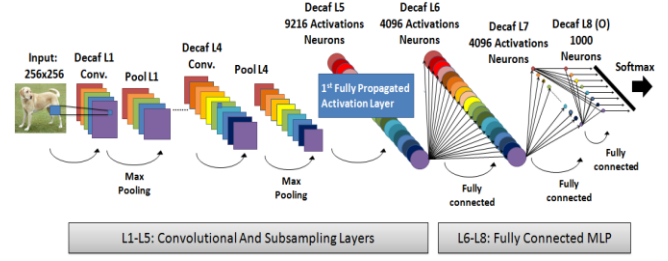 Input:
256x256
Decaf L1
Conv.
Pool L1
Decaf L4
Conv.
Pool L4
Decaf L5
9216 Activations
Neurons
Decaf L6
4096 Activations
Neurons
Decaf L7
4096 Activations
Neurons
Decaf L8 (O)
1000
Neurons
Softmax
1st Fully Propagated
Activation Layer
Max
Pooling
Max
Pooling
Fully
connected
Fully
connected
Fully
connected
L1-L5: Convolutional And Subsampling Layers
L6-L8: Fully Connected MLP